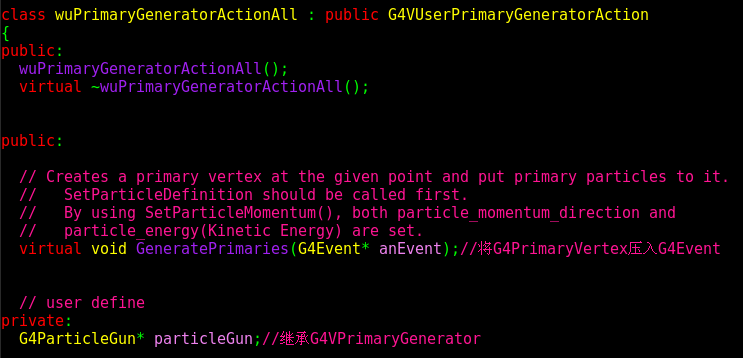 class wuPrimaryGeneratorActionAll : public G4VUserPrimaryGeneratorAction
{
public:
  wuPrimaryGeneratorActionAll();
  virtual ~wuPrimaryGeneratorActionAll();
public:
  // Creates a primary vertex at the given point and put primary particles to it.
  //   SetParticleDefinition should be called first.
  //   By using SetParticleMomentum(), both particle_momentum_direction and
  //   particle_energy(Kinetic Energy) are set.
  virtual void GeneratePrimaries(G4Event* anEvent);//将G4PrimaryVertex压入G4Event
  // user define
private:
  G4ParticleGun* particleGun;//继承G4VPrimaryGenerator